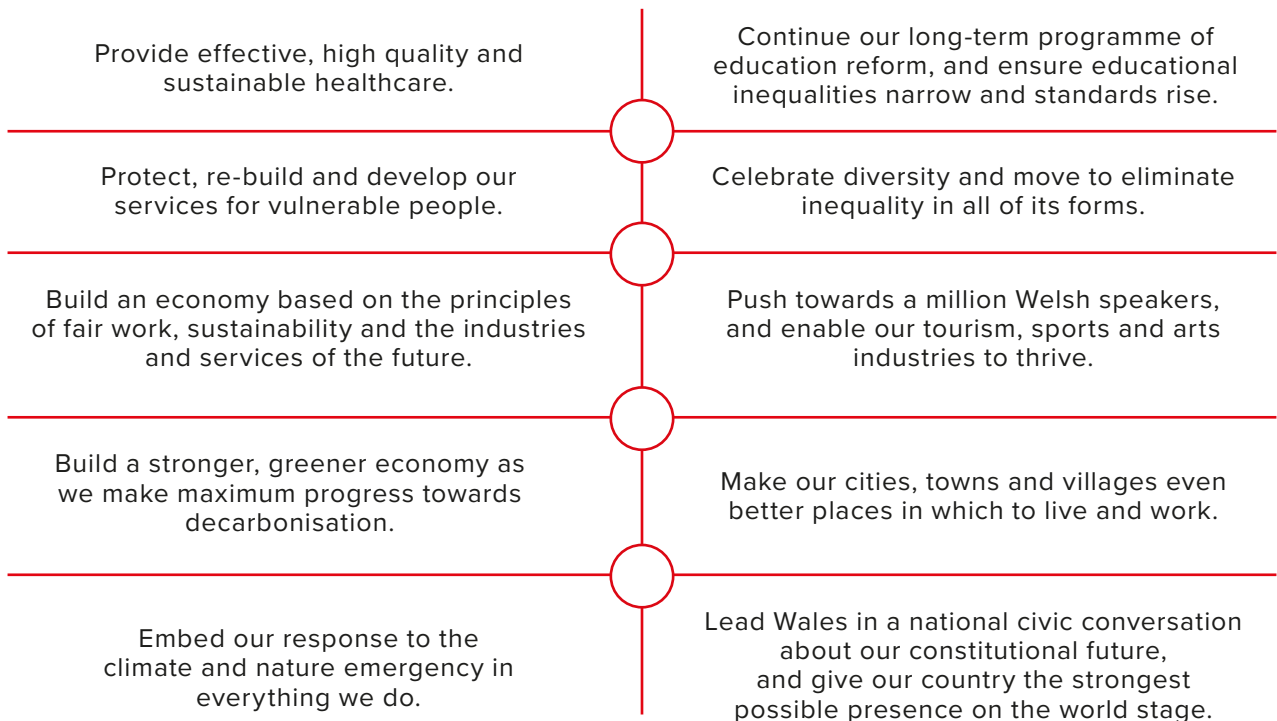 Provide effective, high quality and
sustainable healthcare.
Continue our long-term programme of
education reform, and ensure educational
inequalities narrow and standards rise.
Protect, re-build and develop our
services for vulnerable people.
Celebrate diversity and move to eliminate
inequality in all of its forms.
Build an economy based on the principles
of fair work, sustainability and the industries
and services of the future.
Push towards a million Welsh speakers,
and enable our tourism, sports and arts
industries to thrive.
Build a stronger, greener economy as
we make maximum progress towards
decarbonisation.
Make our cities, towns and villages even
better places in which to live and work.
Embed our response to the
climate and nature emergency in
everything we do.
Lead Wales in a national civic conversation
about our constitutional future,
and give our country the strongest
possible presence on the world stage.